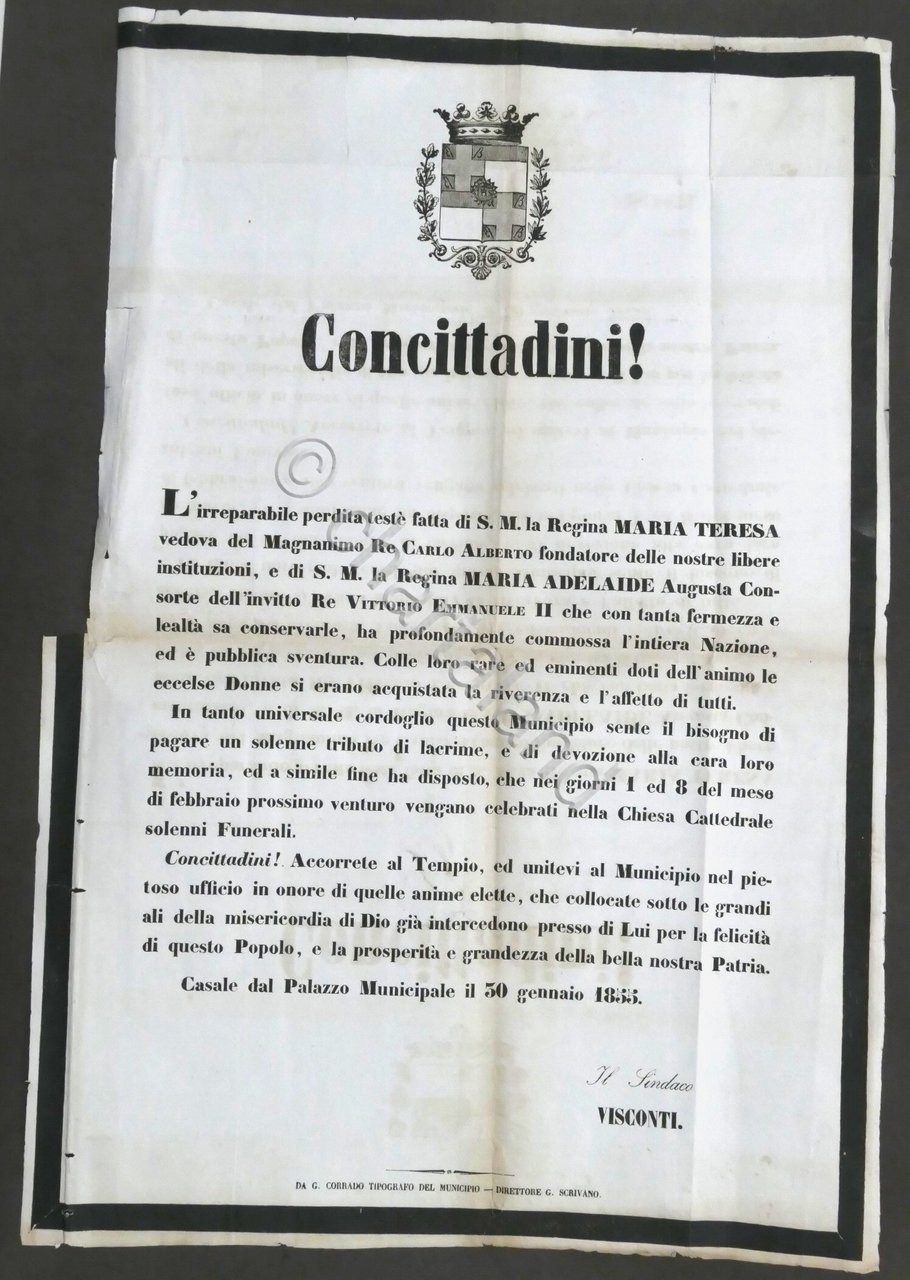 Concittadini!
L'irreparabile perdita testè fatta di S. M. la Regina MARIA TERESA
vedova del Magnanimo Re CARLO ALBERTO fondatore delle nostre libere
instituzioni, e di S. M. la Regina MARIA ADELAIDE Augusta Con-
sorte dell'invitto Re VITTORIO EMMANUELE II che con tanta fermezza e
lealtà sa conservarle, ha profondamente commossa l'intiera Nazione,
ed è pubblica sventura. Colle loro rare ed eminenti doti dell'animo le
eccelse Donne si erano acquistata la riverenza e l'affetto di tutti.
In tanto universale cordoglio questo Municipio sente il bisogno di
pagare un solenne tributo di lacrime, e di devozione alla cara loro
memoria, ed a simile fine ha disposto, che nei giorni 1 ed 8 del mese
di febbraio prossimo venturo vengano celebrati nella Chiesa Cattedrale
solenni Funerali.
Concittadini! Accorrete al Tempio, ed unitevi al Municipio nel pie-
toso ufficio in onore di quelle anime elette, che collocate sotto le grandi
ali della misericordia di Dio già intercedono presso di Lui per la felicità
di questo Popolo, e la prosperità e grandezza della bella nostra Patria.
Casale dal Palazzo Municipale il 30 gennaio 1855.
Il Sindaco
VISCONTI.
DA G. CORRADO TIPOGRAFO DEL MUNICIPIO — DIRETTORE G. SCRIVANO.
© chartaland